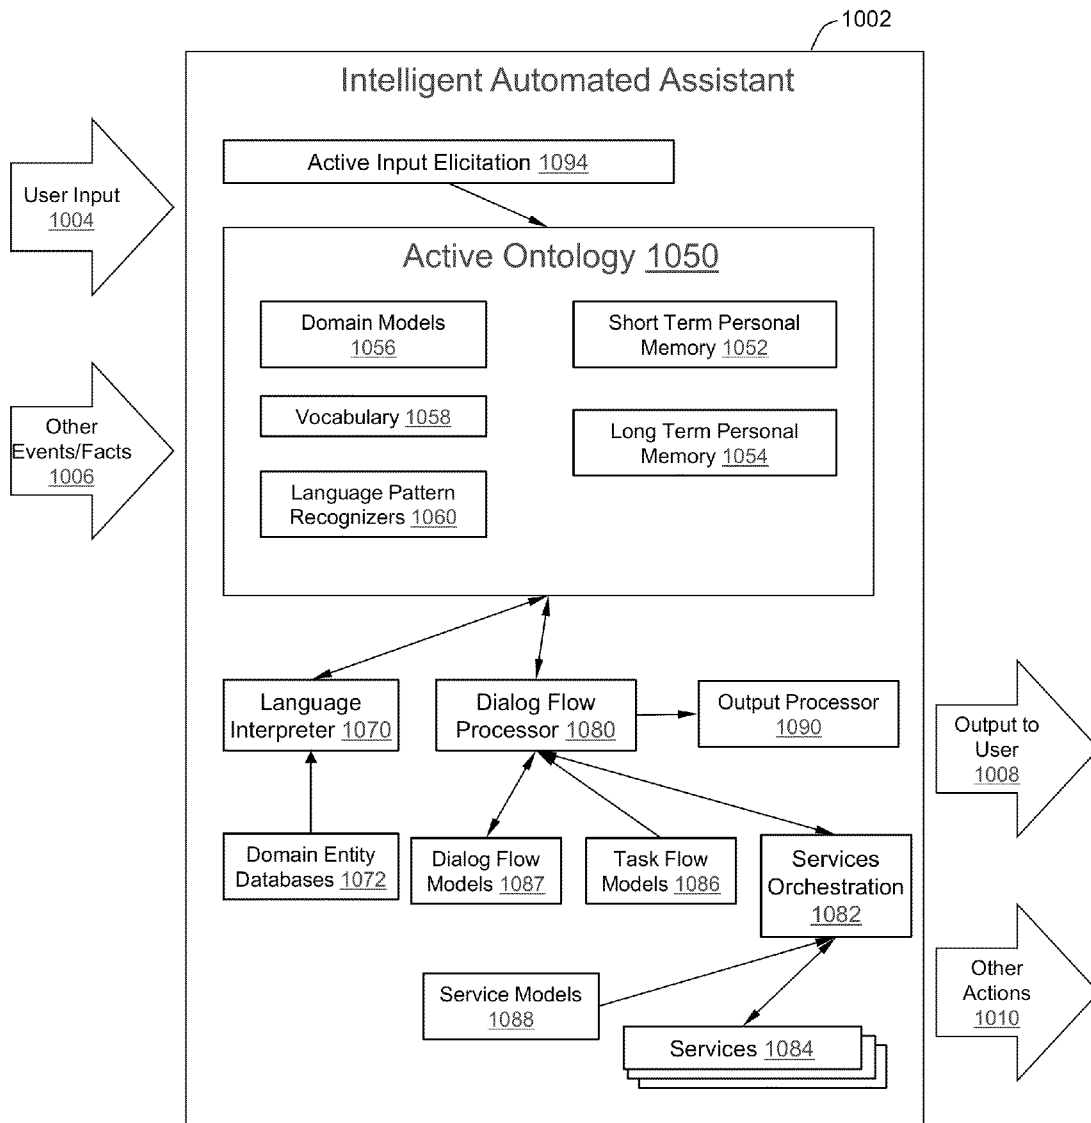 1002
Intelligent Automated Assistant
Active Input Elicitation 1094
User Input
1004
Active Ontology 1050
Domain Models
1056
Short Term Personal
Memory 1052
Vocabulary 1058
Long Term Personal
Memory 1054
Language Pattern
Recognizers 1060
Other
Events/Facts
1006
Language
Interpreter 1070
Dialog Flow
Processor 1080
Output Processor
1090
Output to
User
1008
Domain Entity
Databases 1072
Dialog Flow
Models 1087
Task Flow
Models 1086
Services
Orchestration
1082
Service Models
1088
Services 1084
Other
Actions
1010